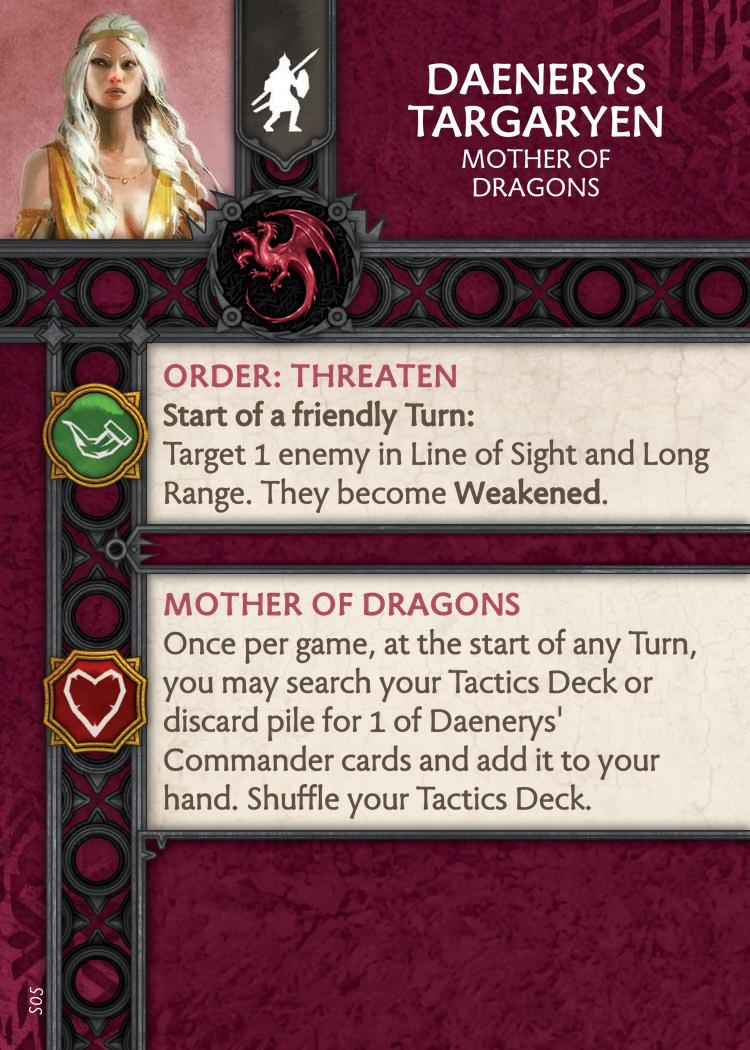 DAENERYS
TARGARYEN
MOTHER OF
DRAGONS
ORDER: THREATEN
Start of a friendly Turn:
Target 1 enemy in Line of Sight and Long
Range. They become Weakened.
MOTHER OF DRAGONS
Once per game, at the start of any Turn,
you may search your Tactics Deck or
discard pile for 1 of Daenerys'
Commander cards and add it to your
hand. Shuffle your Tactics Deck.
S05